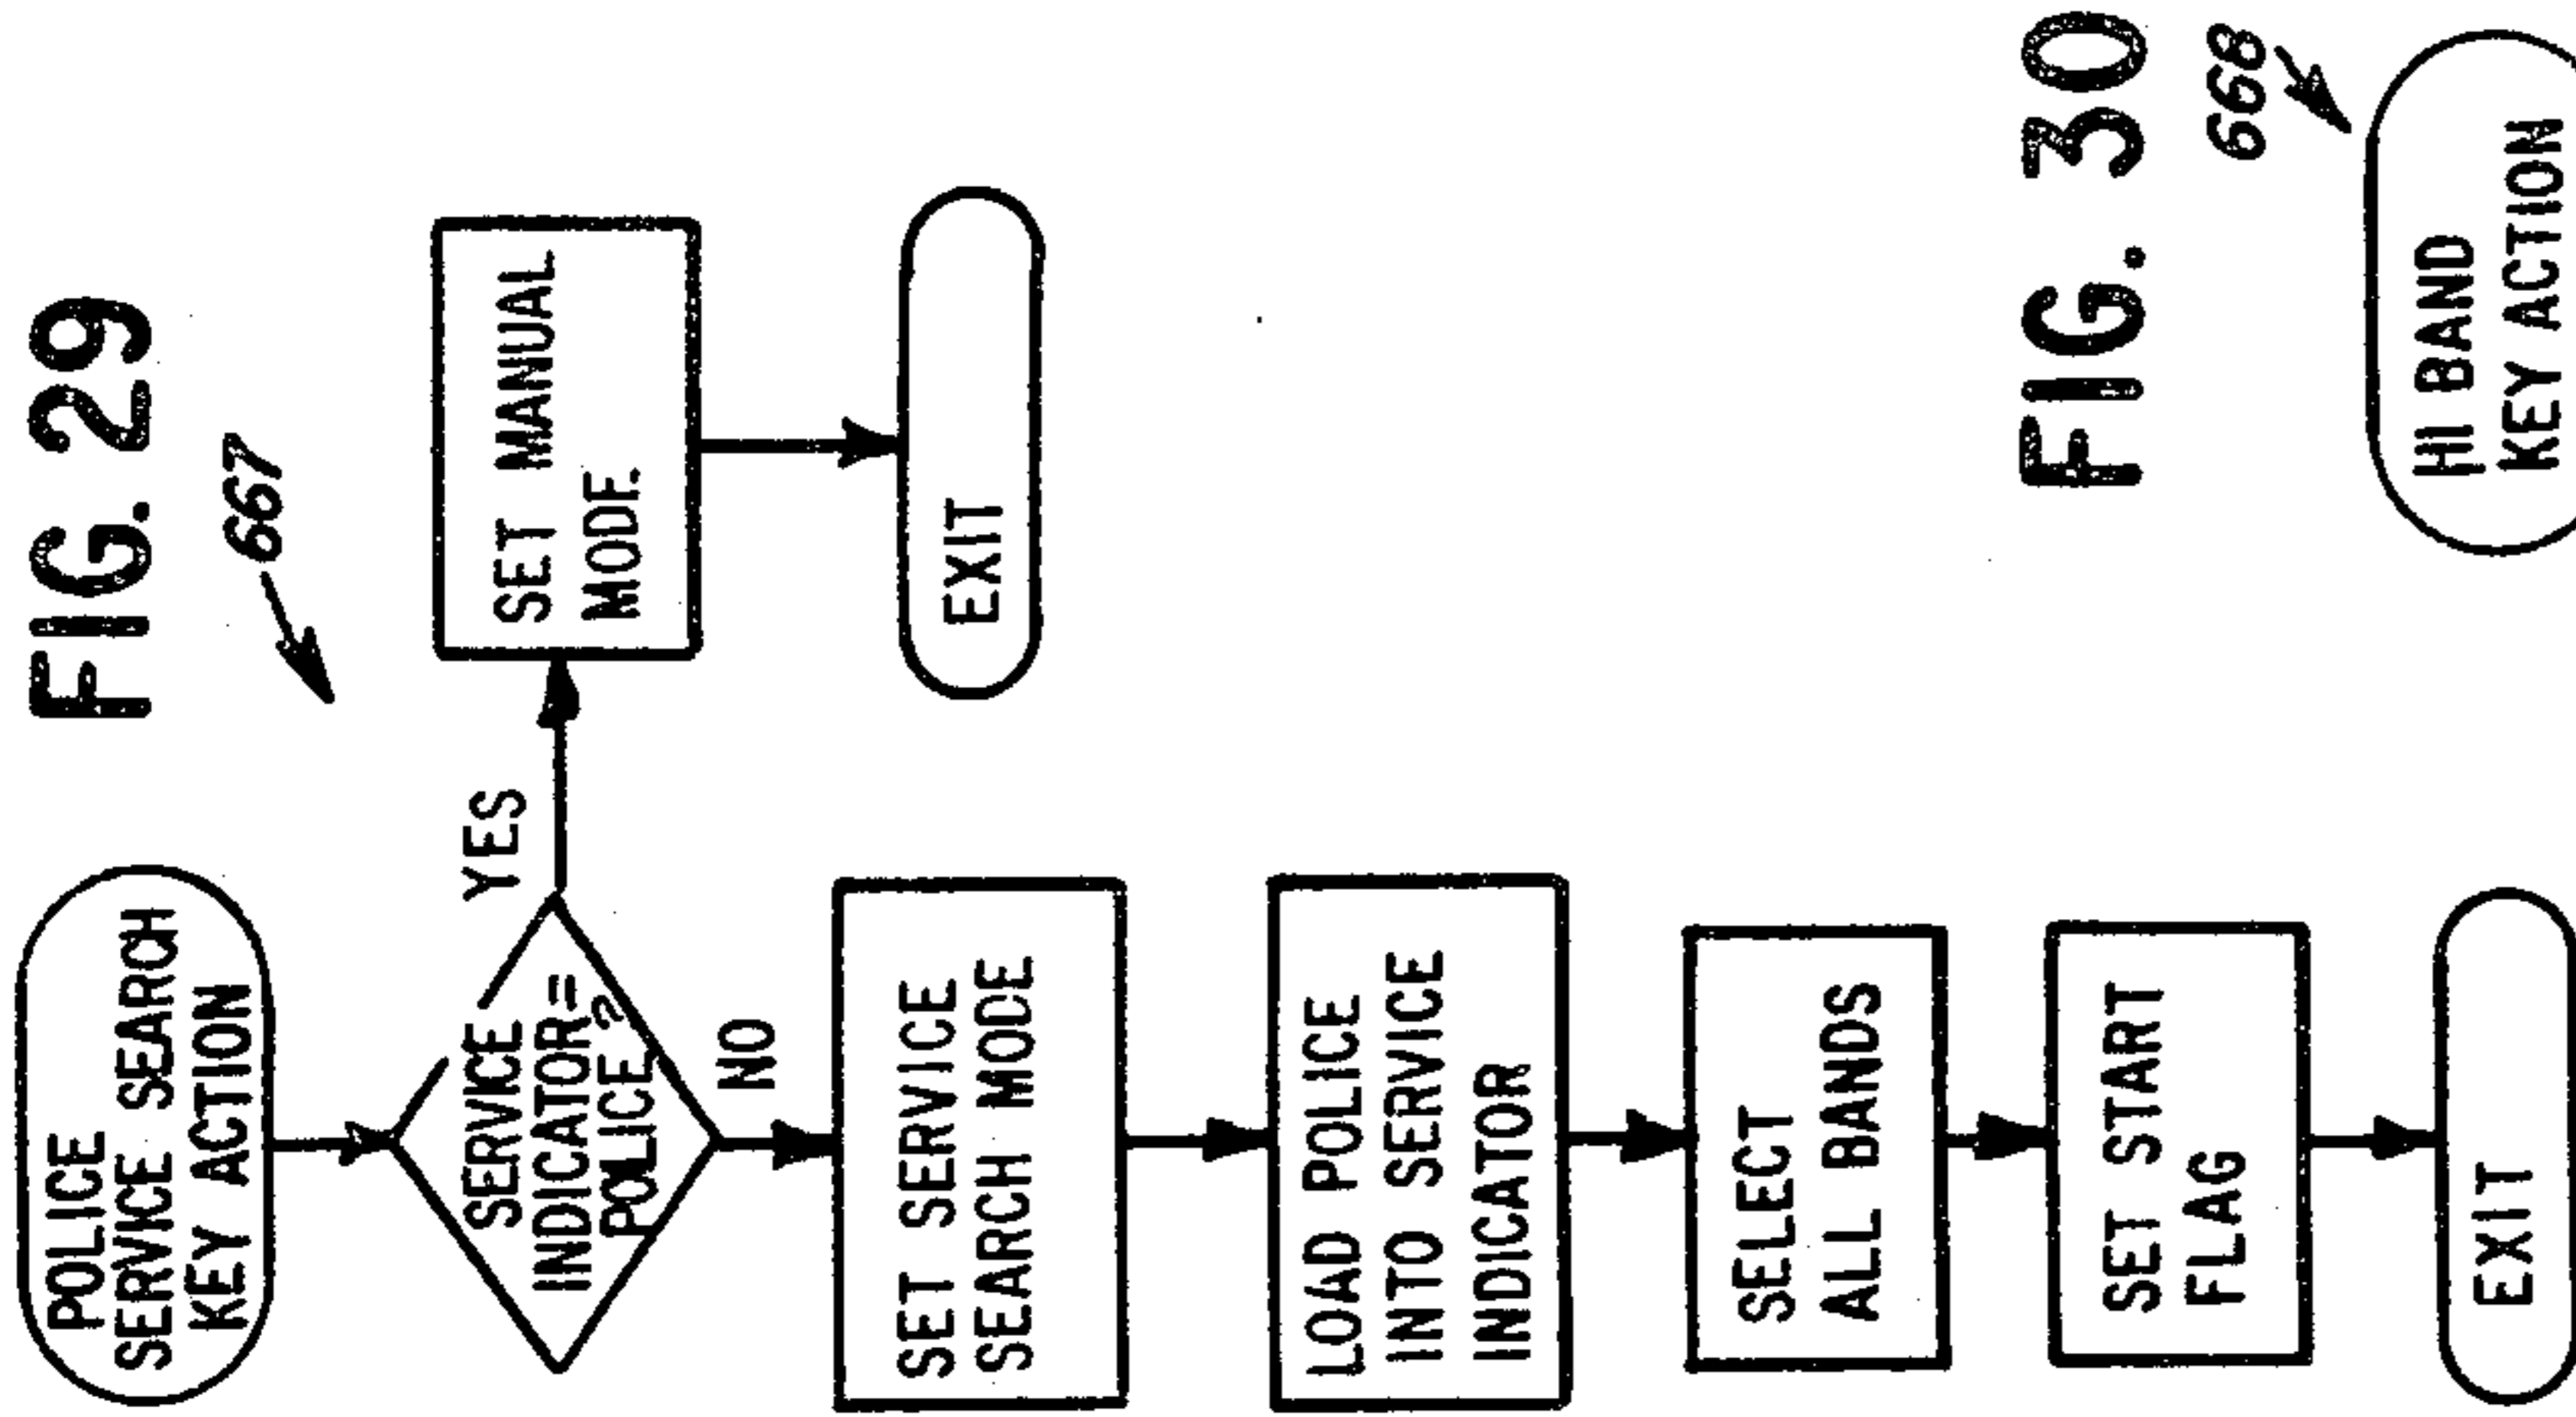 FIG. 29
667
POLICE
SERVICE SEARCH
KEY ACTION
SERVICE
INDICATOR=
POLICE ?
YES
SET MANUAL
MODE
EXIT
NO
SET SERVICE
SEARCH MODE
LOAD POLICE
INTO SERVICE
INDICATOR
SELECT
ALL BANDS
SET START
FLAG
EXIT
FIG. 30
668
HI BAND
KEY ACTION